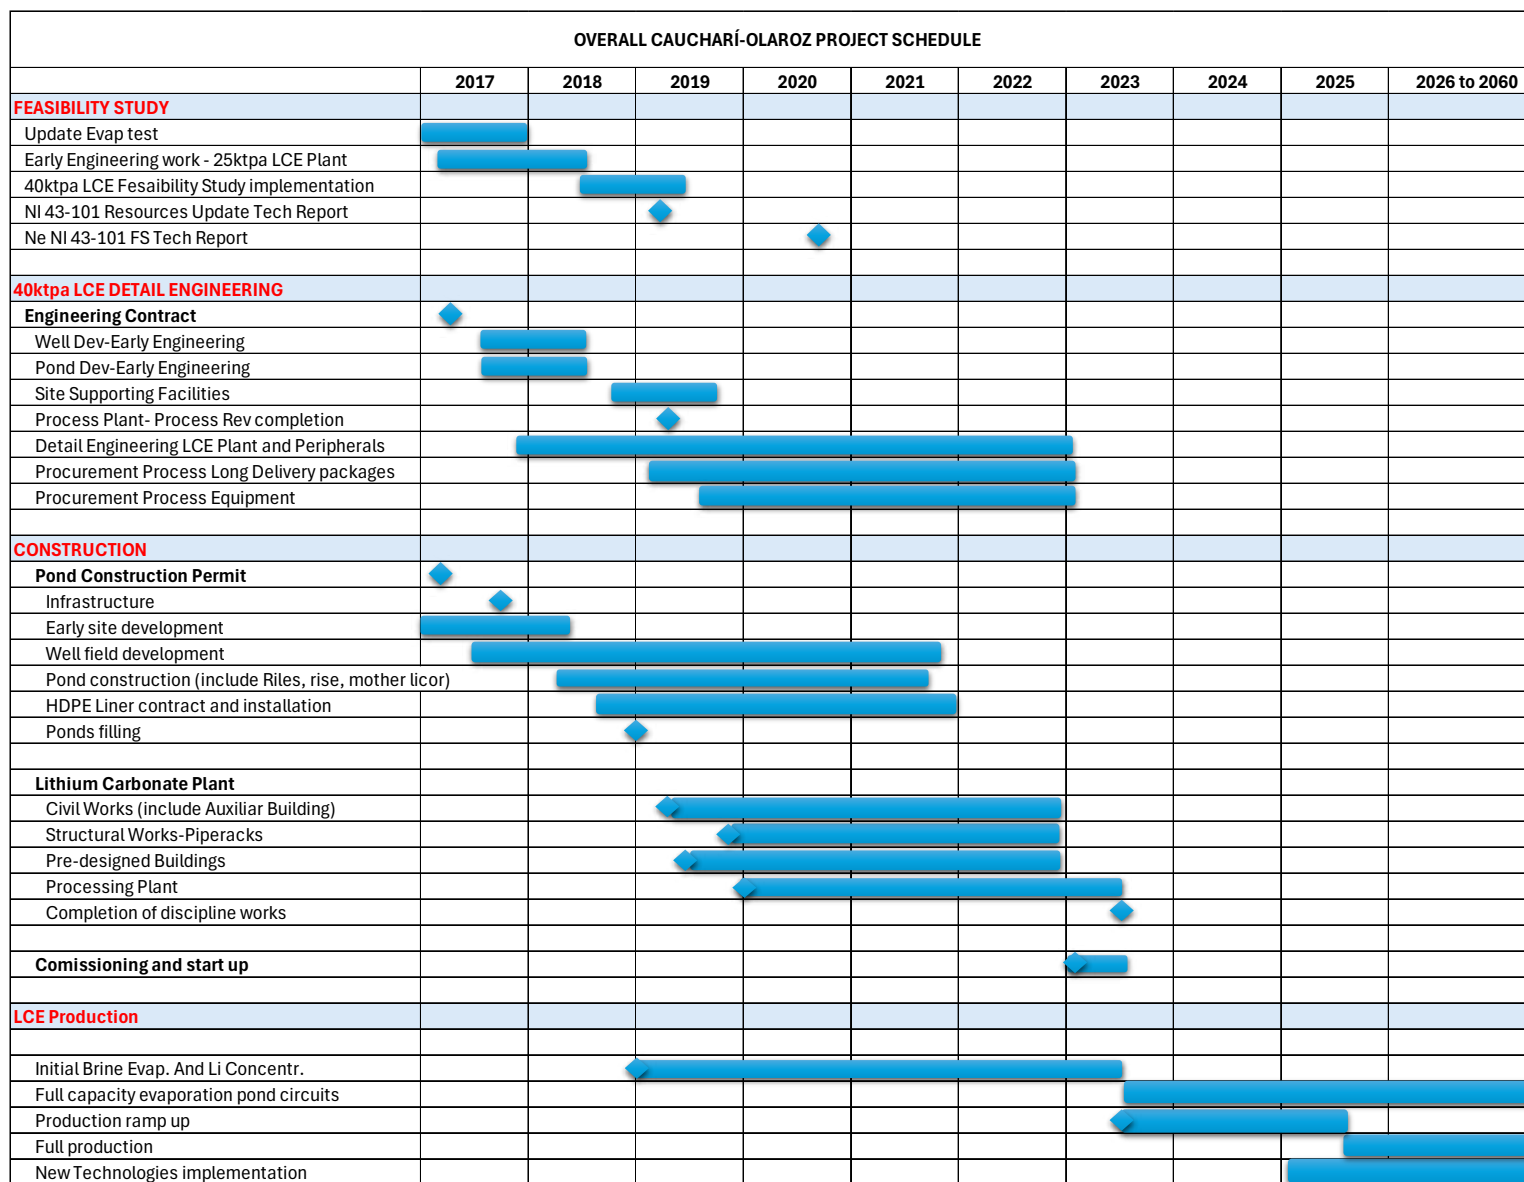 OVERALL CAUCHARÍ-OLAROZ PROJECT SCHEDULE
2017 2018 2019 2020 2021 2022 2023 2024 2025 2026 to 2060
FEASIBILITY STUDY
Update Evap test
Early Engineering work - 25ktpa LCE Plant
40ktpa LCE Fesaibility Study implementation
NI 43-101 Resources Update Tech Report
Ne NI 43-101 FS Tech Report
40ktpa LCE DETAIL ENGINEERING
Engineering Contract
Well Dev-Early Engineering
Pond Dev-Early Engineering
Site Supporting Facilities
Process Plant- Process Rev completion
Detail Engineering LCE Plant and Peripherals
Procurement Process Long Delivery packages
Procurement Process Equipment
CONSTRUCTION
Pond Construction Permit
Infrastructure
Early site development
Well field development
Pond construction (include Riles, rise, mother licor)
HDPE Liner contract and installation
Ponds filling
Lithium Carbonate Plant
Civil Works (include Auxiliar Building)
Structural Works-Piperacks
Pre-designed Buildings
Processing Plant
Completion of discipline works
Comissioning and start up
LCE Production
Initial Brine Evap. And Li Concentr.
Full capacity evaporation pond circuits
Production ramp up
Full production
New Technologies implementation